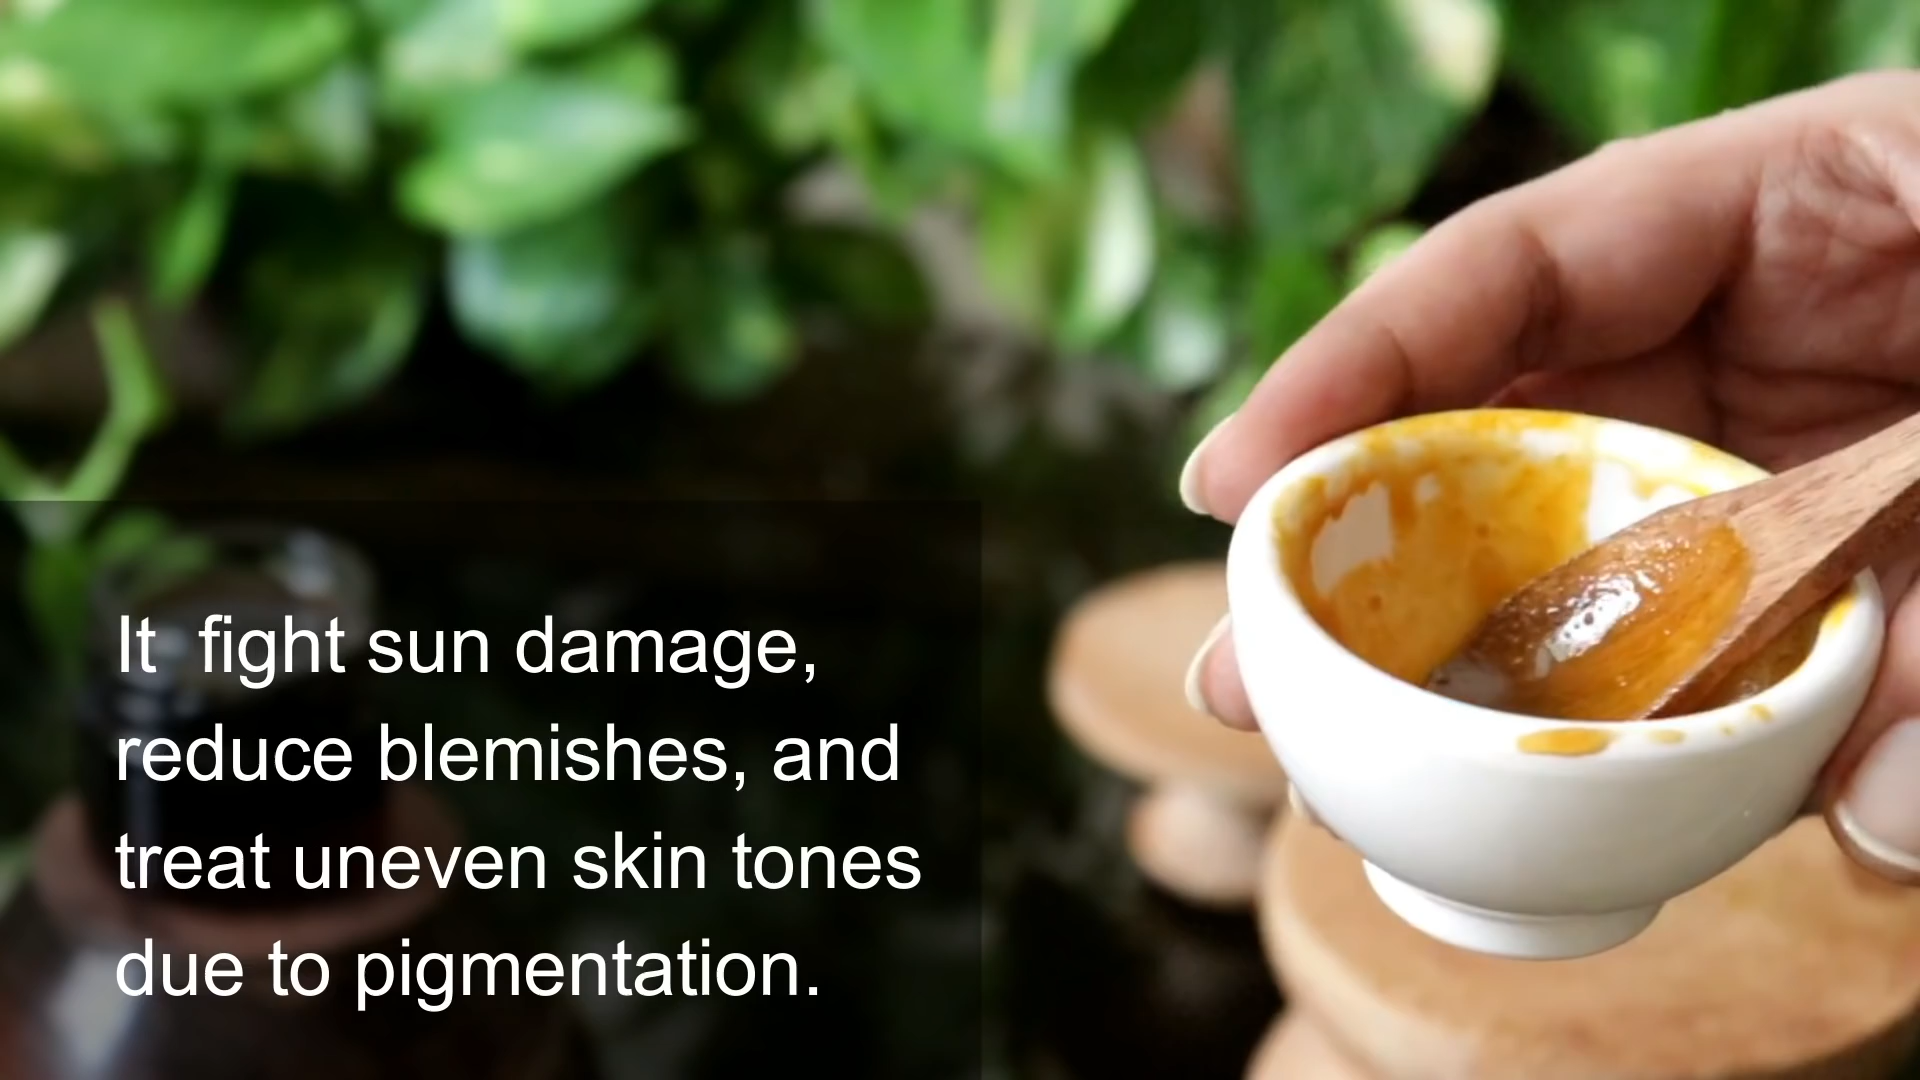 It  fight sun damage,
reduce blemishes, and
treat uneven skin tones
due to pigmentation.